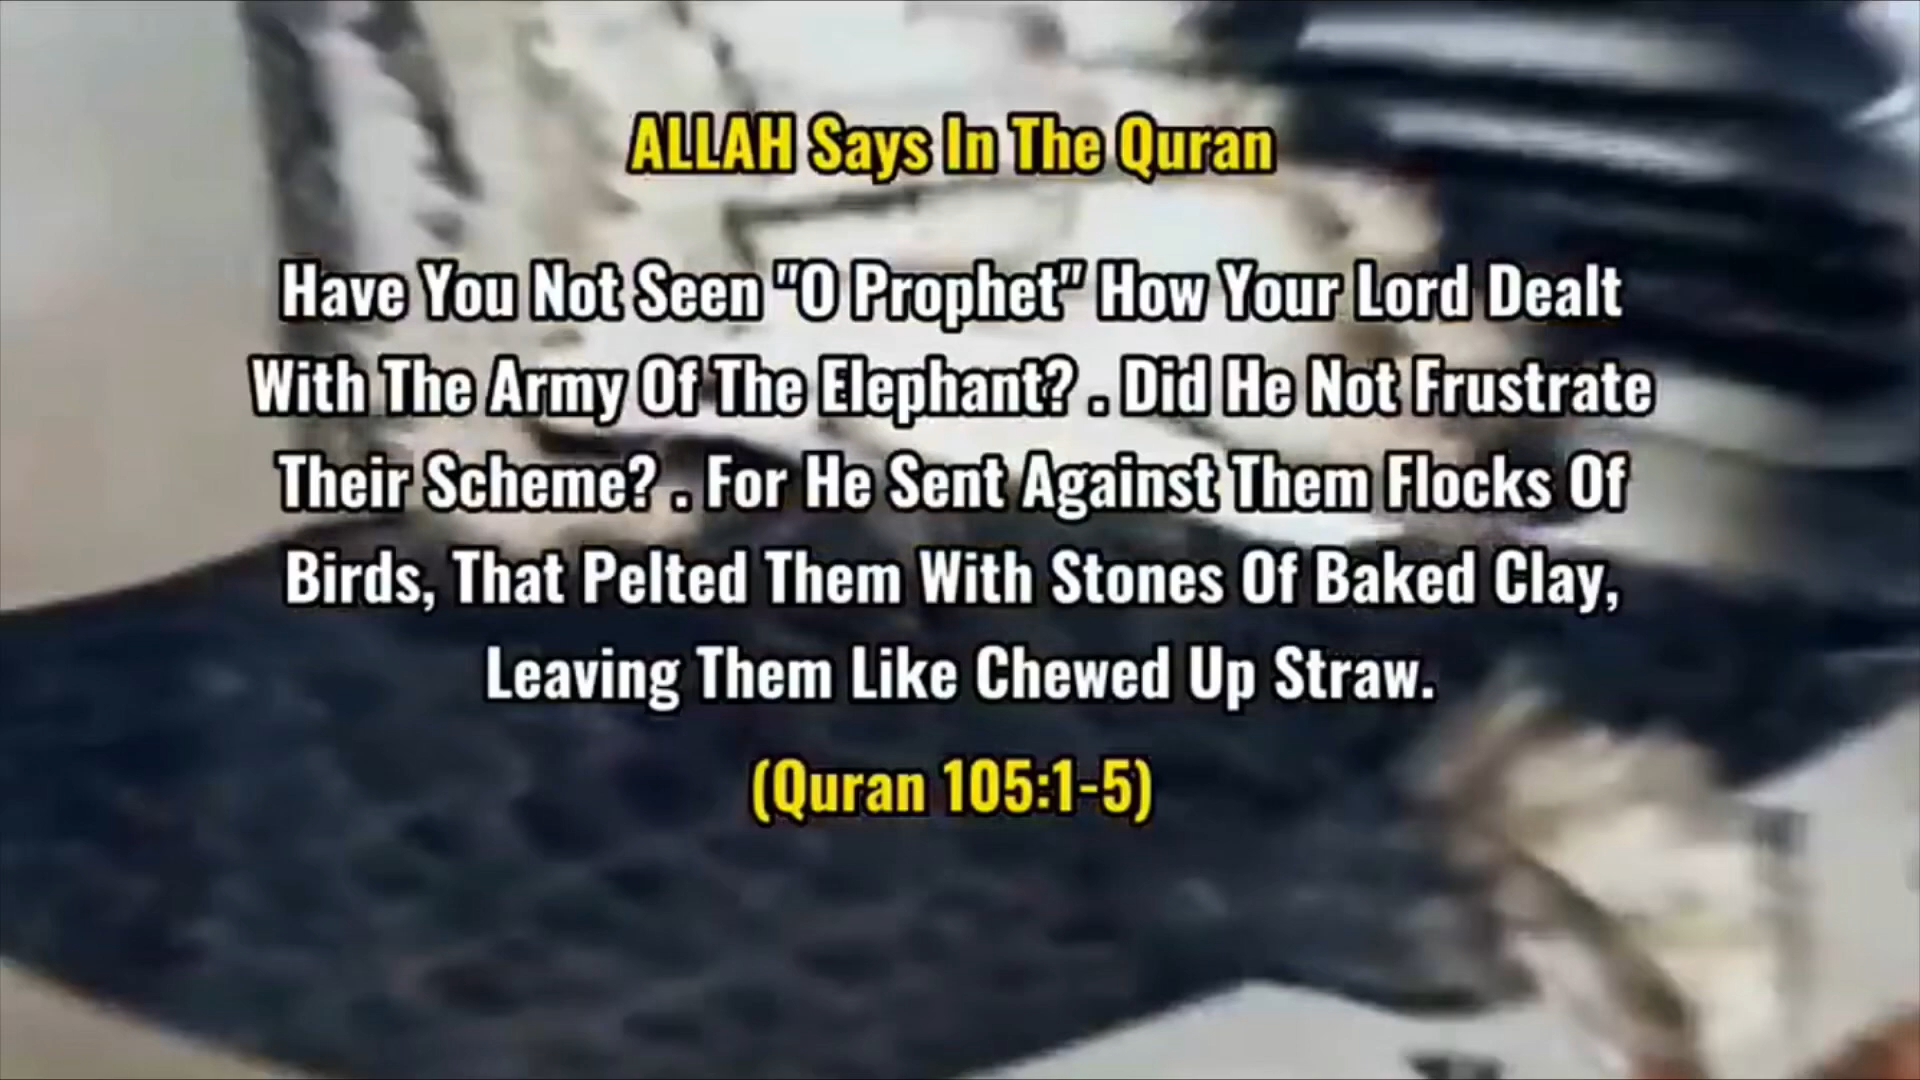 ALLAH Says In The Quran
Have You Not Seen "O Prophet" How Your Lord Dealt
With The Army Of The Elephant? . Did He Not Frustrate
Their Scheme? . For He Sent Against Them Flocks Of
Birds, That Pelted Them With Stones Of Baked Clay,
Leaving Them Like Chewed Up Straw.
(Quran 105:1-5)